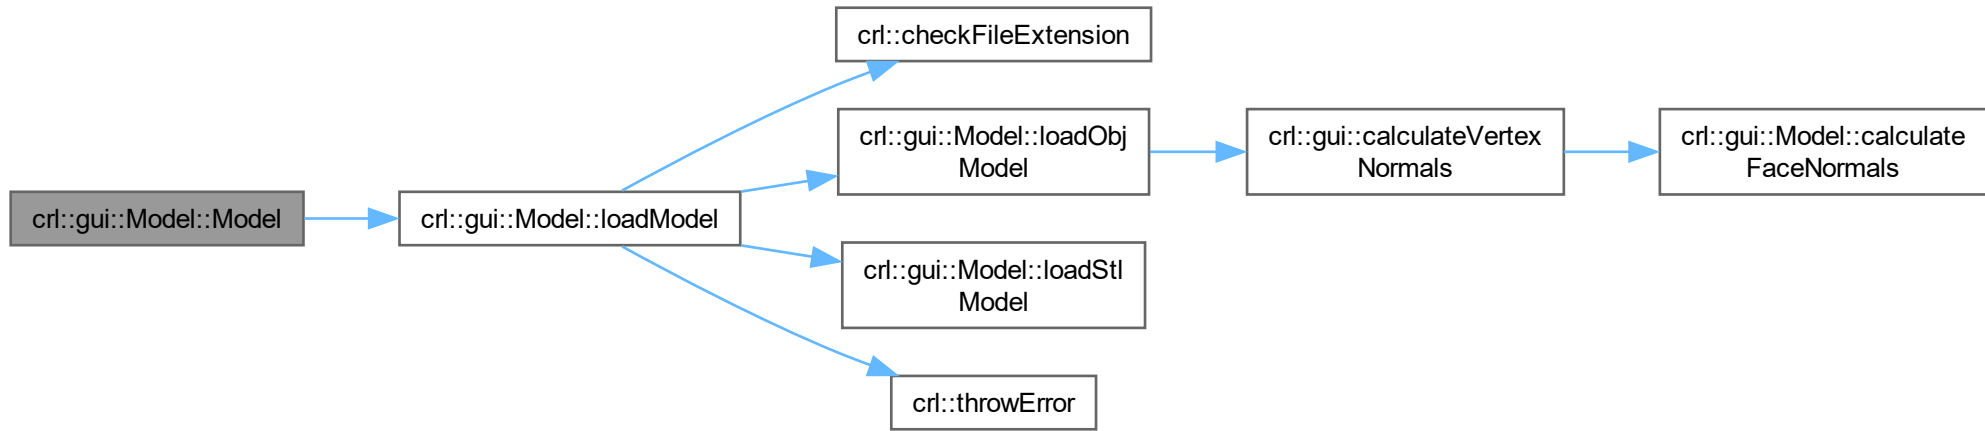 crl::gui::Model::Model
crl::gui::Model::loadModel
crl::checkFileExtension
crl::gui::Model::loadObj
Model
crl::gui::calculateVertex
Normals
crl::gui::Model::calculate
FaceNormals
crl::gui::Model::loadStl
Model
crl::throwError